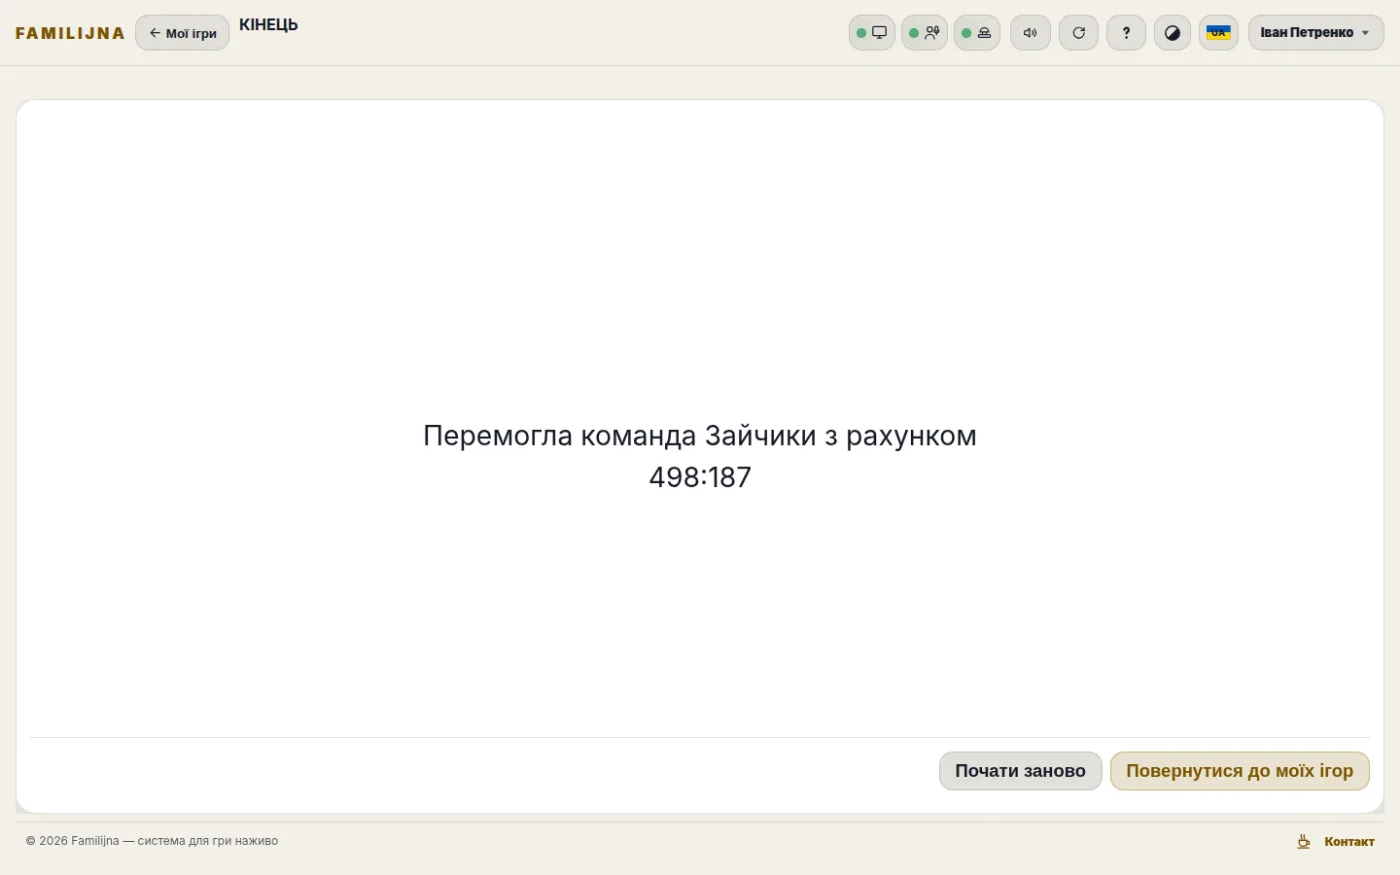 FAMILIJNA
← Мої ігри
КІНЕЦЬ
?
UA
Іван Петренко
Перемогла команда Зайчики з рахунком
498:187
Почати заново
Повернутися до моїх ігор
© 2026 Familijna — система для гри наживо
Контакт